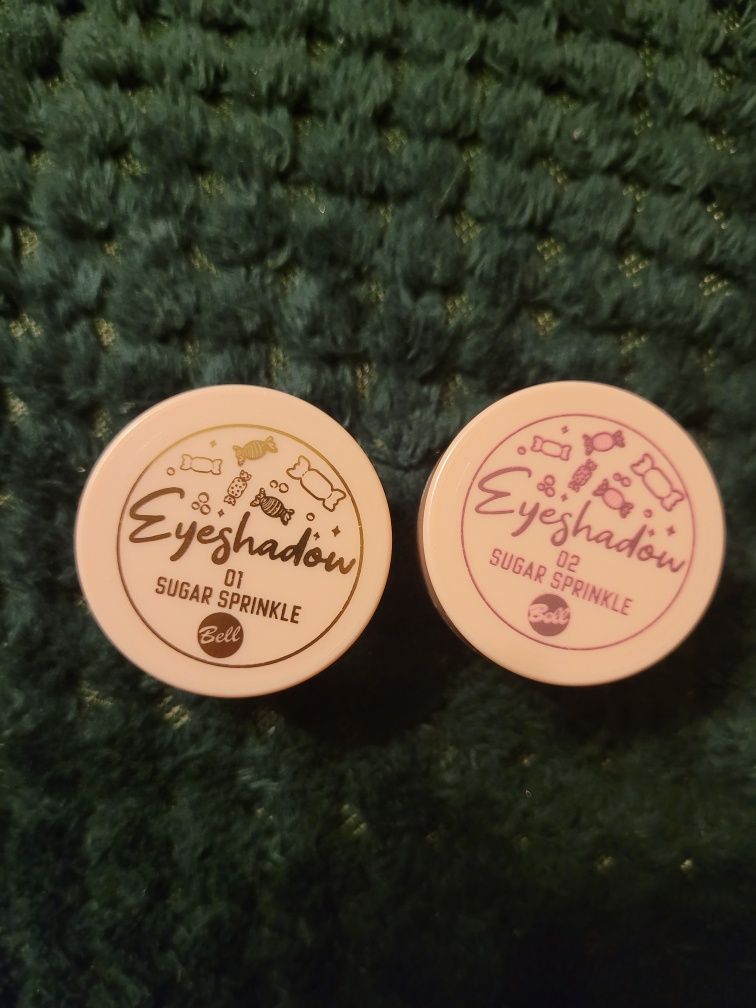 Eyeshadow
01
SUGAR SPRINKLE
Bell
Eyeshadow
02
SUGAR SPRINKLE
Bell